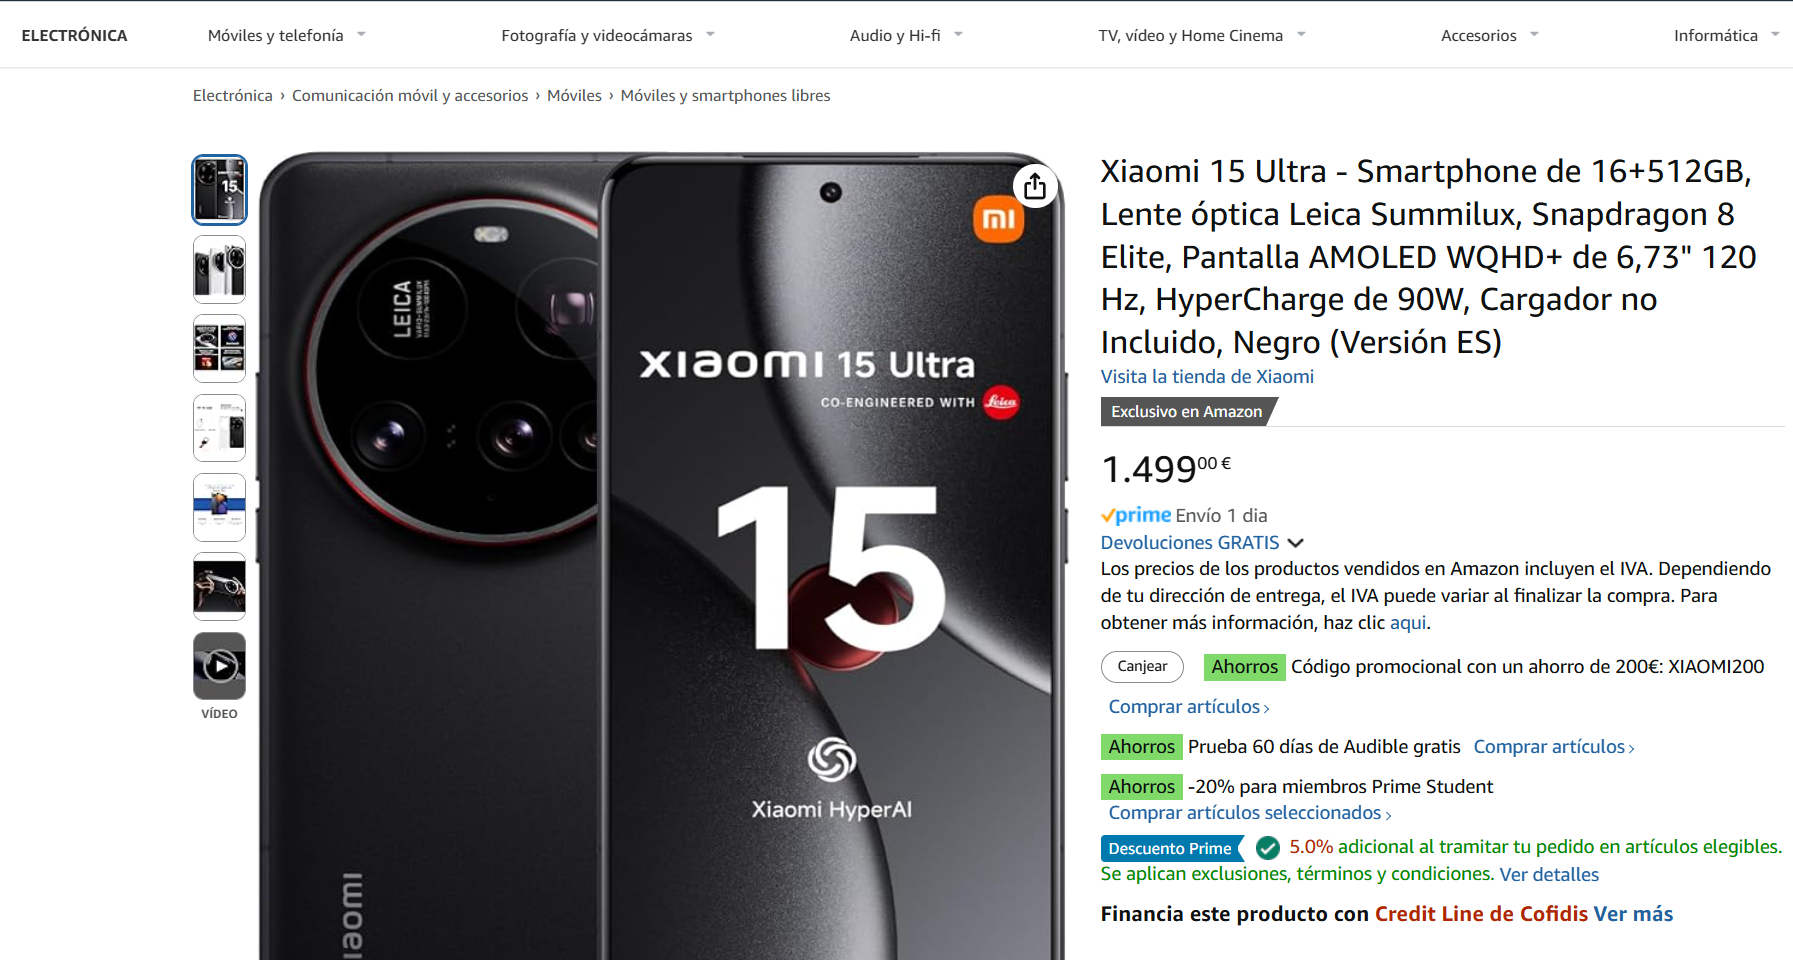 ELECTRÓNICA
Móviles y telefonía
Fotografía y videocámaras
Audio y Hi-fi
TV, vídeo y Home Cinema
Accesorios
Informática
Electrónica › Comunicación móvil y accesorios › Móviles › Móviles y smartphones libres
15
VÍDEO
LEICA
xiaomi 15 Ultra
CO-ENGINEERED WITH Leica
mi
15
Xiaomi HyperAI
Xiaomi 15 Ultra - Smartphone de 16+512GB,
Lente óptica Leica Summilux, Snapdragon 8
Elite, Pantalla AMOLED WQHD+ de 6,73" 120
Hz, HyperCharge de 90W, Cargador no
Incluido, Negro (Versión ES)
Visita la tienda de Xiaomi
Exclusivo en Amazon
1.49900 €
prime Envío 1 dia
Devoluciones GRATIS
Los precios de los productos vendidos en Amazon incluyen el IVA. Dependiendo
de tu dirección de entrega, el IVA puede variar al finalizar la compra. Para
obtener más información, haz clic aqui.
Canjear Ahorros Código promocional con un ahorro de 200€: XIAOMI200
Comprar artículos ›
Ahorros Prueba 60 días de Audible gratis Comprar artículos ›
Ahorros -20% para miembros Prime Student
Comprar artículos seleccionados ›
Descuento Prime 5.0% adicional al tramitar tu pedido en artículos elegibles.
Se aplican exclusiones, términos y condiciones. Ver detalles
Financia este producto con Credit Line de Cofidis Ver más